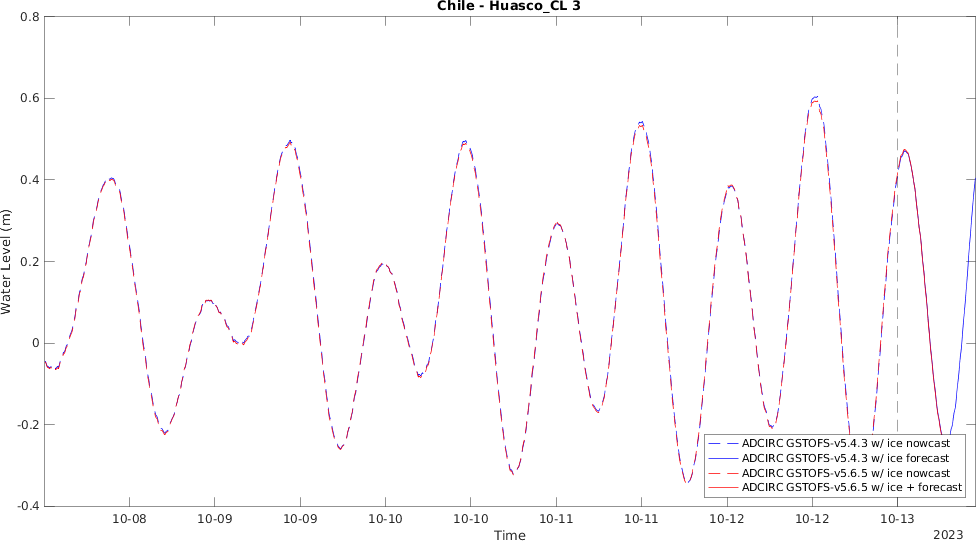 Chile - Huasco_CL 3
0.8
0.6
0.4
0.2
0
-0.2
-0.4
Water Level (m)
ADCIRC GSTOFS-v5.4.3 w/ ice nowcast
ADCIRC GSTOFS-v5.4.3 w/ ice forecast
ADCIRC GSTOFS-v5.6.5 w/ ice nowcast
ADCIRC GSTOFS-v5.6.5 w/ ice + forecast
10-08 10-09 10-09 10-10 10-10 10-11 10-11 10-12 10-12 10-13
Time
2023